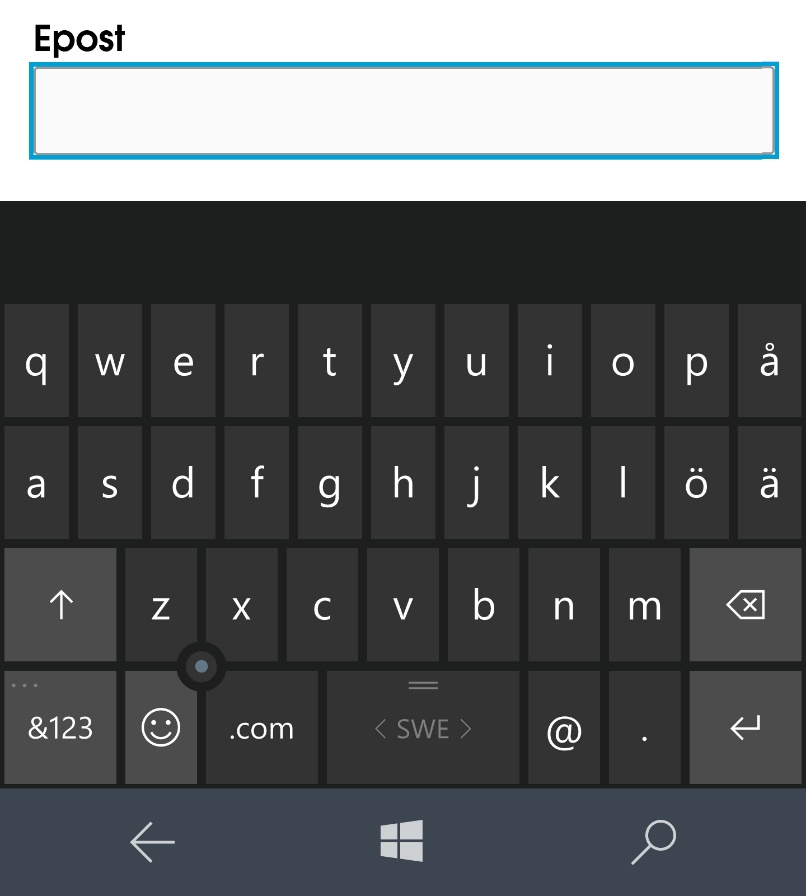 Epost
q w e r t y u i o p å
a s d f g h j k l ö ä
z x c v b n m
&123 .com < SWE > @ .